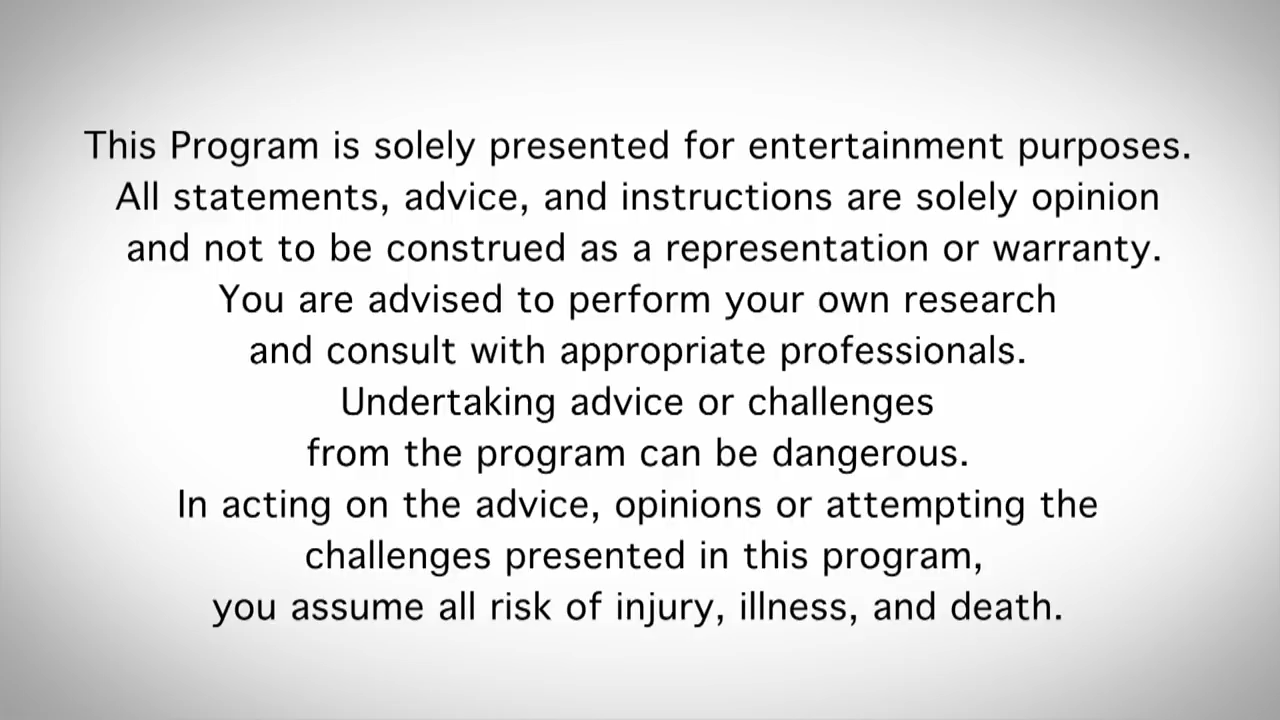 This Program is solely presented for entertainment purposes.
All statements, advice, and instructions are solely opinion
and not to be construed as a representation or warranty.
You are advised to perform your own research
and consult with appropriate professionals.
Undertaking advice or challenges
from the program can be dangerous.
In acting on the advice, opinions or attempting the
challenges presented in this program,
you assume all risk of injury, illness, and death.